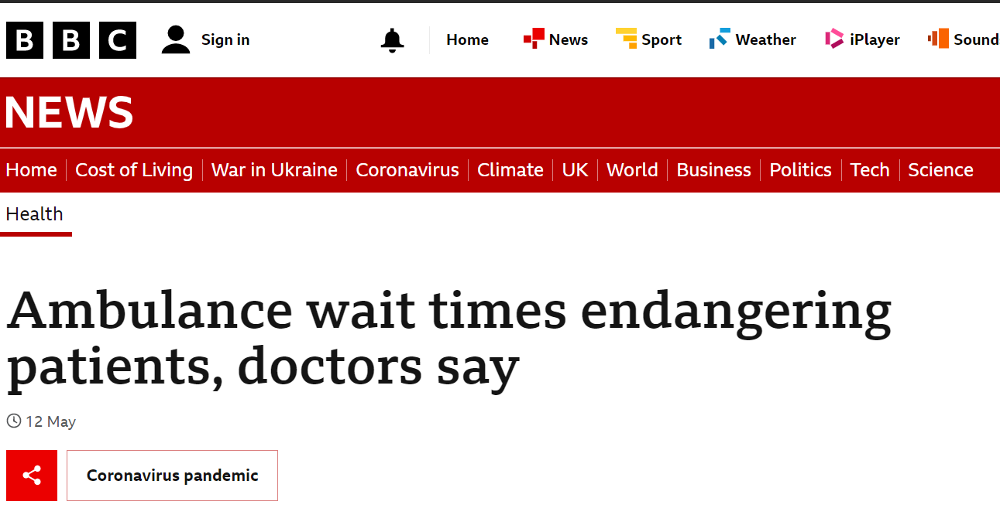 BBC Sign in Home News Sport Weather iPlayer Sound
NEWS
Home Cost of Living War in Ukraine Coronavirus Climate UK World Business Politics Tech Science
Health
Ambulance wait times endangering
patients, doctors say
12 May
Coronavirus pandemic